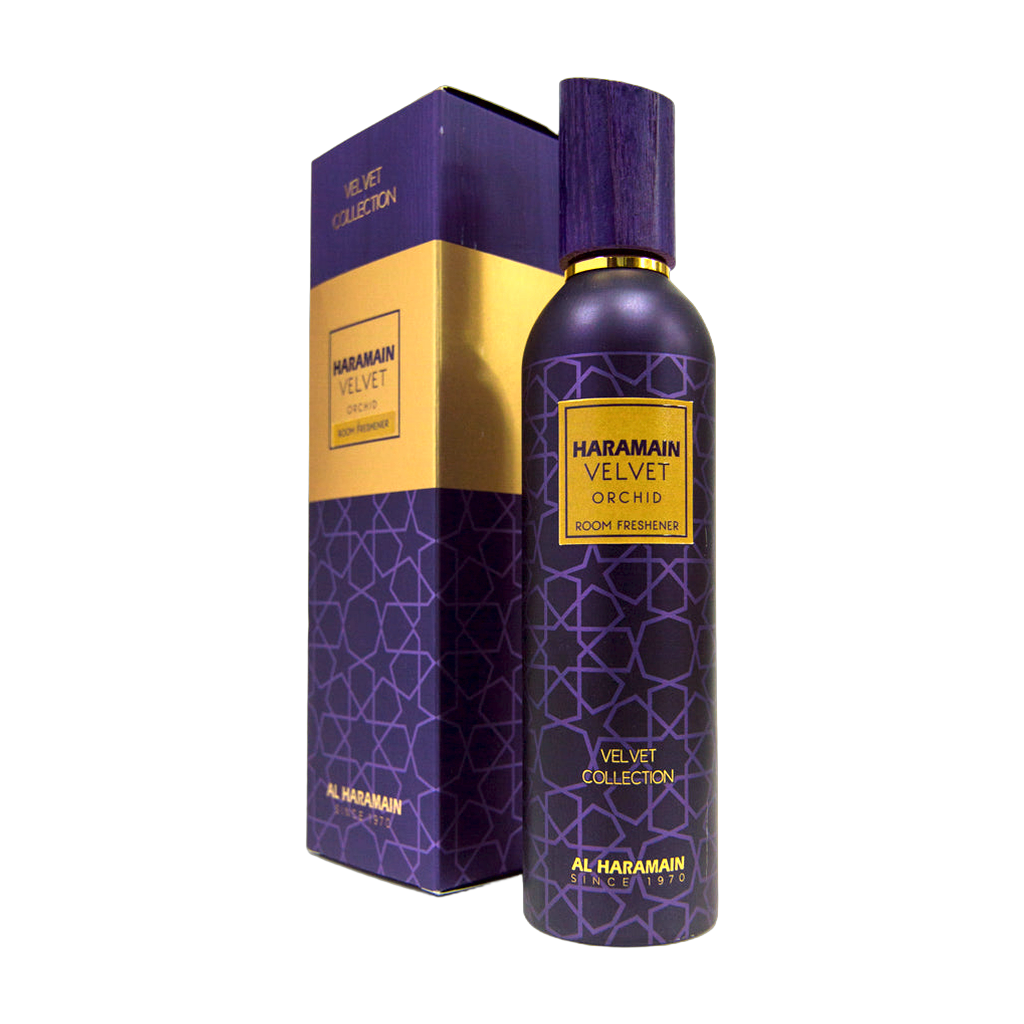 VELVET
COLLECTION
HARAMAIN
VELVET
ORCHID
ROOM FRESHENER
AL HARAMAIN
SINCE 1970
HARAMAIN
VELVET
ORCHID
ROOM FRESHENER
VELVET
COLLECTION
AL HARAMAIN
SINCE 1970